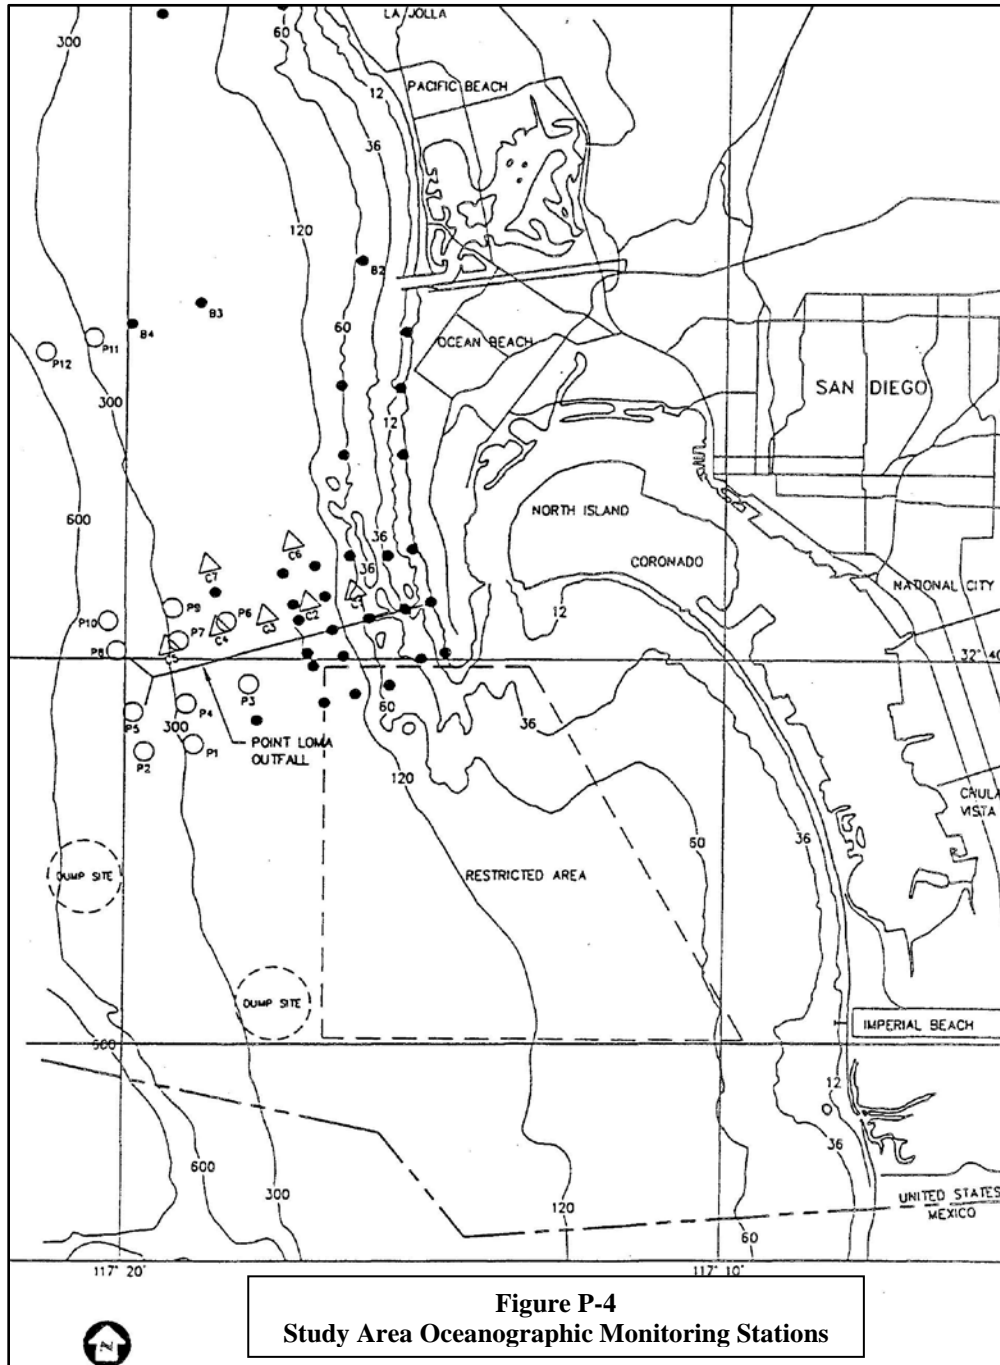 LA JOLLA
300
60
12
PACIFIC BEACH
36
120
B2
B3
B4
P11
P12
60
OCEAN BEACH
300
SAN DIEGO
12
600
NORTH ISLAND
36
C6
36
CORONADO
C7
NATIONAL CITY
C2
P9
P10
P6
C3
12
P7
C4
P8
C5
32° 40
P3
P4
60
P5
300
36
POINT LOMA
OUTFALL
P1
P2
120
CHULA
VISTA
60
36
DUMP SITE
RESTRICTED AREA
DUMP SITE
IMPERIAL BEACH
600
12
36
600
300
120
UNITED STATES
MEXICO
60
117° 20
117° 10
N
Figure P-4
Study Area Oceanographic Monitoring Stations